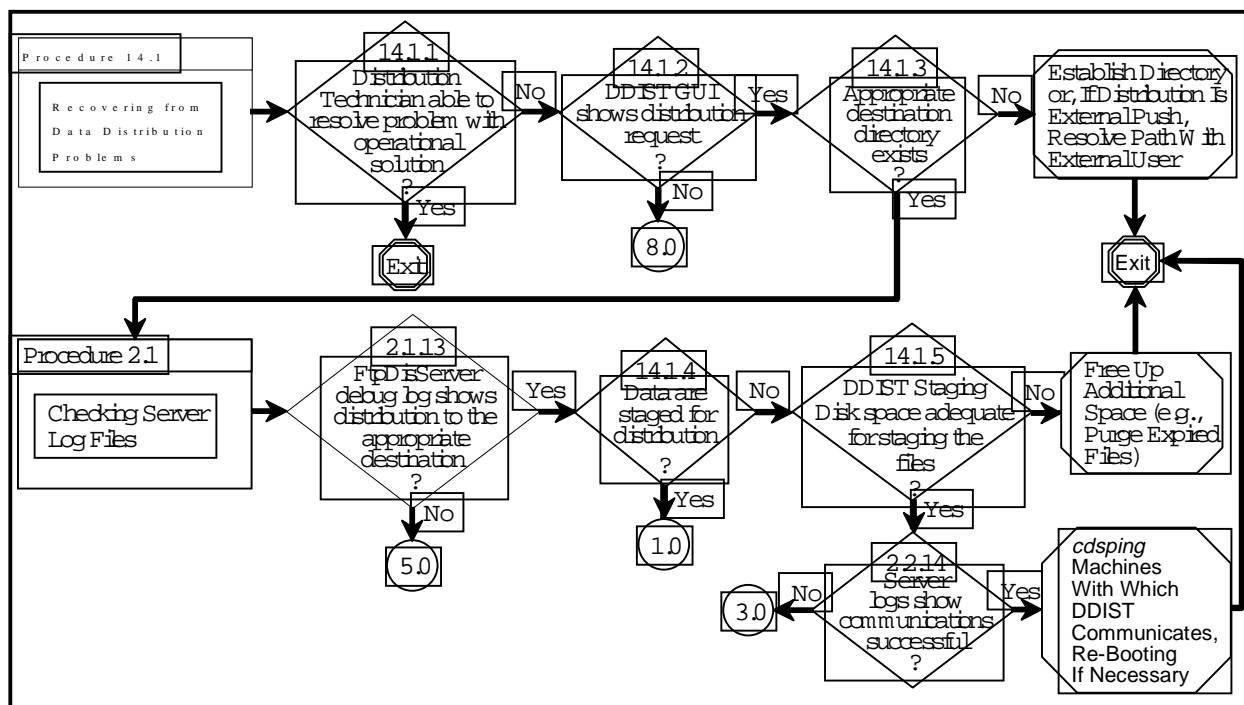 Procedure 14.1
Recovering from
Data Distribution
Problems
14.1.1
Distribution
Technician able to
resolve problem with
operational
solution
?
No
Yes
Exit
14.1.2
DDIST GUI
shows distribution
request
?
Yes
No
8.0
14.1.3
Appropriate
destination
directory
exists
?
No
Yes
Establish Directory
or, If Distribution Is
External Push,
Resolve Path With
External User
Exit
Procedure 2.1
Checking Server
Log Files
2.1.13
FtpDisServer
debug log shows
distribution to the
appropriate
destination
?
Yes
No
5.0
14.1.4
Data are
staged for
distribution
?
No
Yes
1.0
14.1.5
DDIST Staging
Disk space adequate
for staging the
files
?
No
Yes
Free Up
Additional
Space (e.g.,
Purge Expired
Files)
2.2.14
Server
logs show
communications
successful
?
No
3.0
Yes
cdsping
Machines
With Which
DDIST
Communicates,
Re-Booting
If Necessary